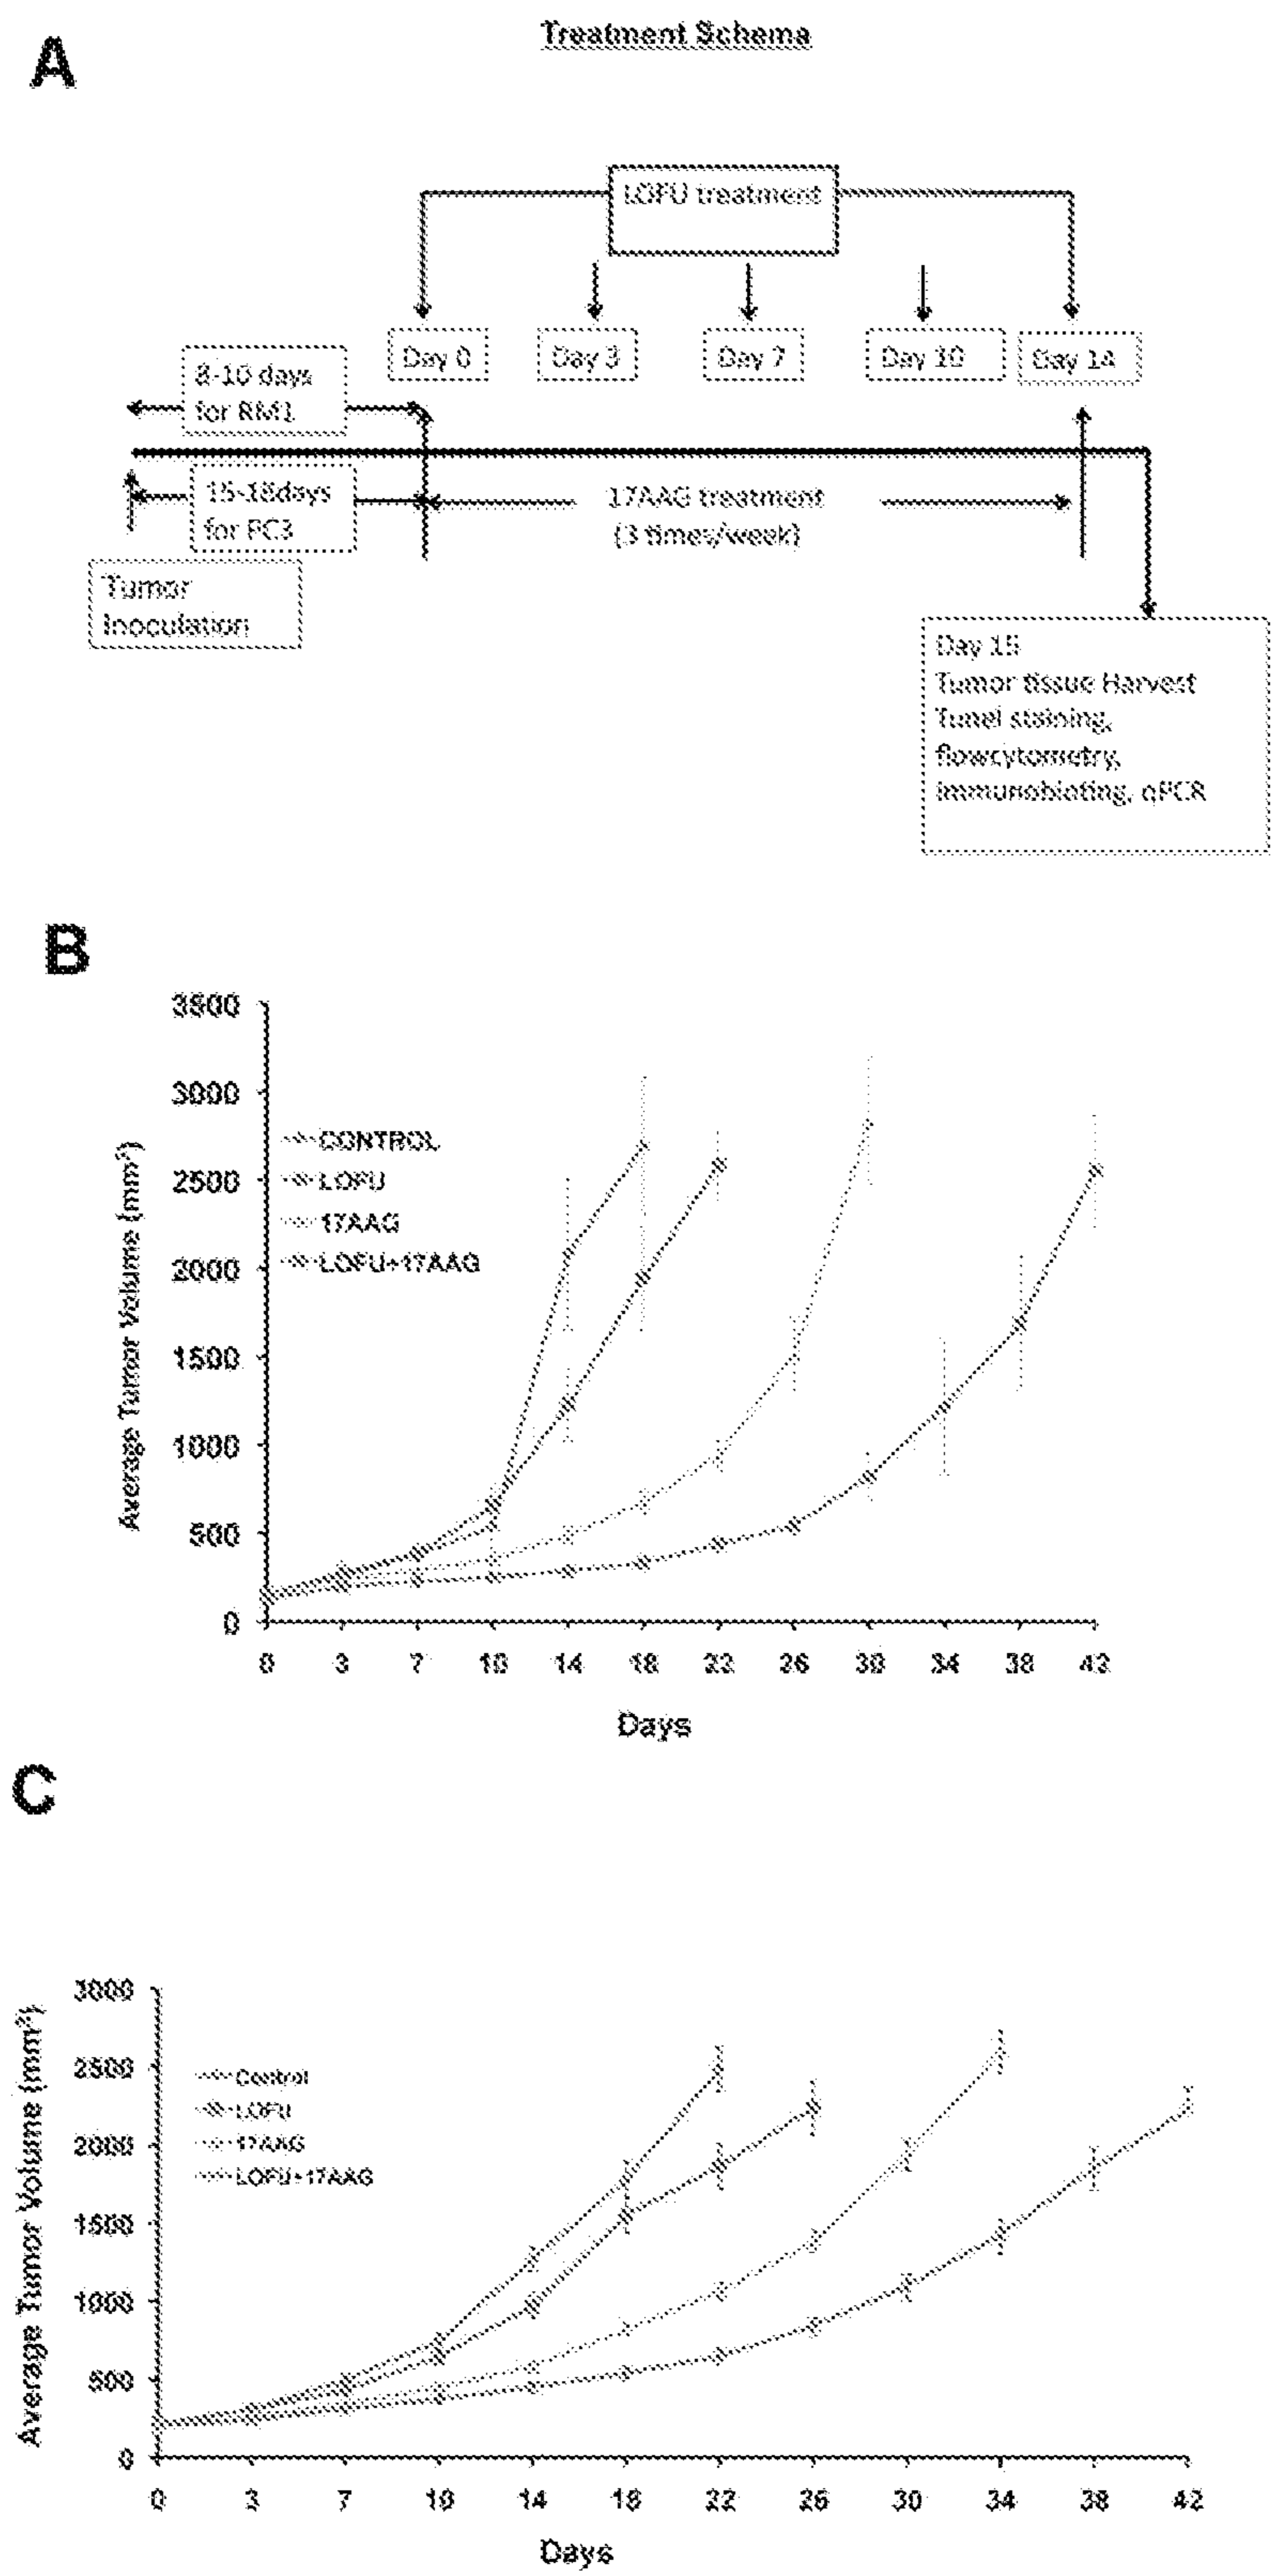 Treatment Schema
A
LOFU treatment
Day 0
Day 3
Day 7
Day 10
Day 14
8-10 days
for RM1
15-18days
for PC3
17AAG treatment
(3 times/week)
Tumor
Inoculation
Day 15
Tumor tissue Harvest
Tunel staining,
flowcytometry,
immunobloting, qPCR
B
Average Tumor Volume (mm³)
3500
3000
2500
2000
1500
1000
500
0
CONTROL
LOFU
17AAG
LOFU+17AAG
0 3 7 10 14 18 22 26 30 34 38 42
Days
C
Average Tumor Volume (mm³)
3000
2500
2000
1500
1000
500
0
Control
LOFU
17AAG
LOFU+17AAG
0 3 7 10 14 18 22 26 30 34 38 42
Days